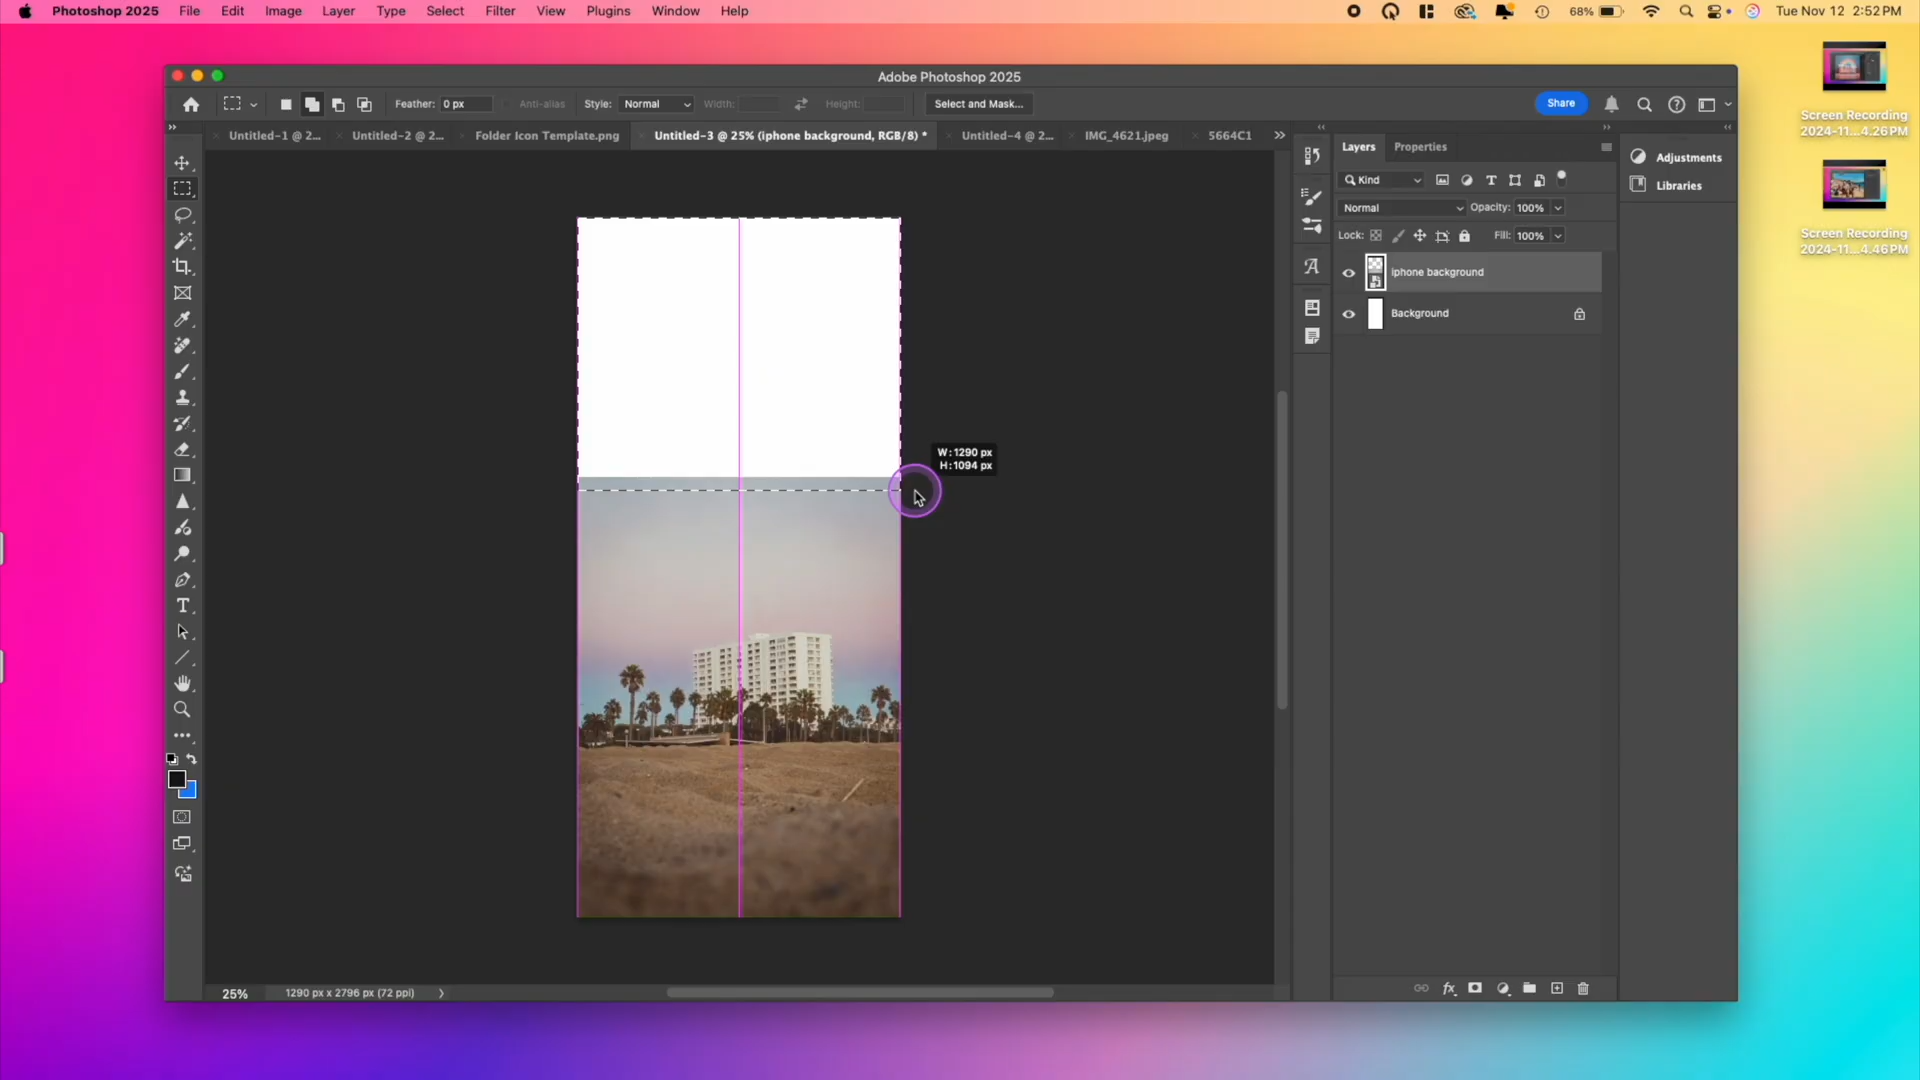 Photoshop 2025 File Edit Image Layer Type Select Filter View Plugins Window Help 68% Tue Nov 12 2:52 PM
Adobe Photoshop 2025
Feather: 0 px Anti-alias Style: Normal Width: Height: Select and Mask... Share
Untitled-1 @ 2... Untitled-2 @ 2... Folder Icon Template.png Untitled-3 @ 25% (iphone background, RGB/8) * Untitled-4 @ 2... IMG_4621.jpeg 5664C1
Layers Properties
Adjustments
Libraries
Kind
Normal Opacity: 100%
Lock: Fill: 100%
iphone background
Background
W: 1290 px
H: 1094 px
25% 1290 px x 2796 px (72 ppi)
Screen Recording
2024-11...4.26 PM
Screen Recording
2024-11...4.46 PM